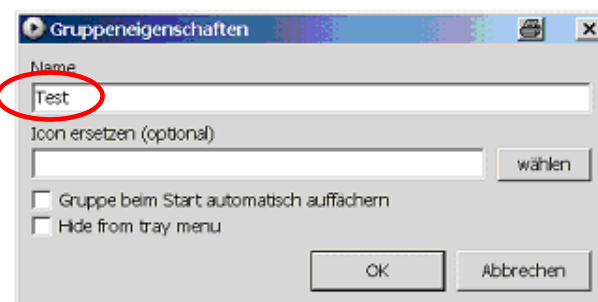 Gruppeneigenschaften
Name
Test
Icon ersetzen (optional)
wählen
Gruppe beim Start automatisch auffächern
Hide from tray menu
OK Abbrechen